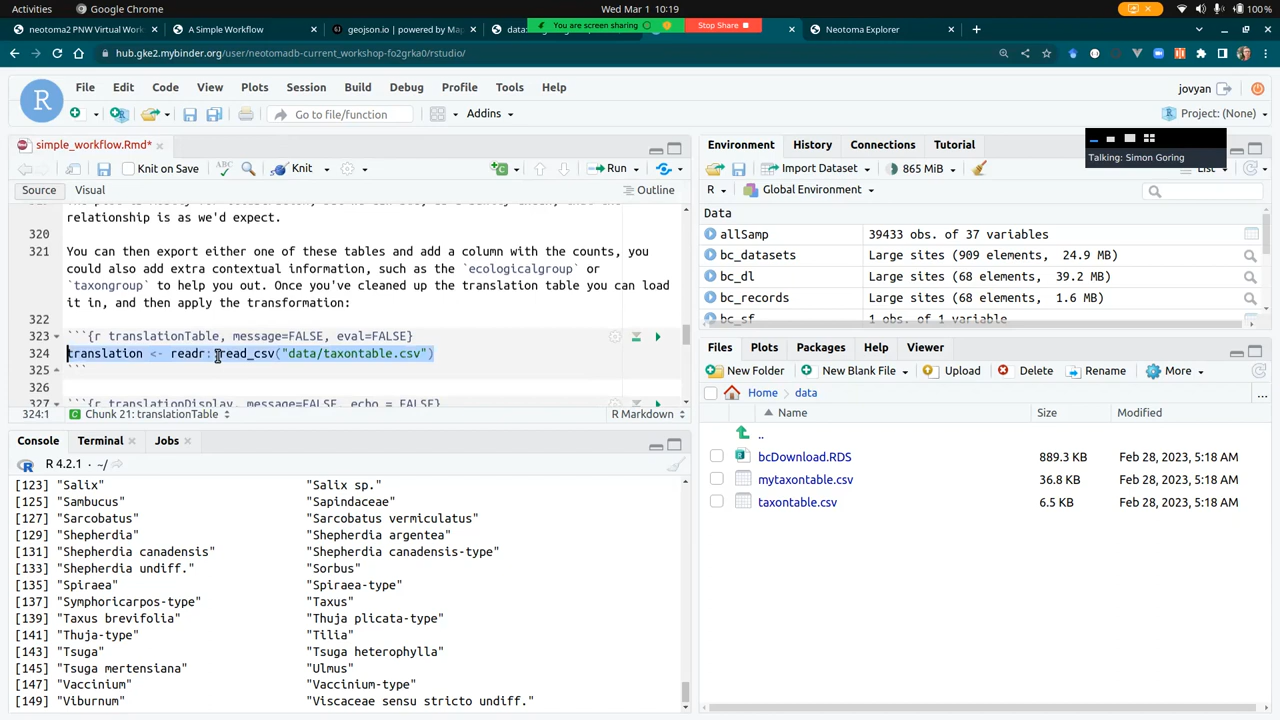 Activities
Google Chrome
Wed Mar 1 10:19
100 %
neotoma2 PNW Virtual Work
A Simple Workflow
geojson.io | powered by Ma
data:
You are screen sharing
Stop Share
Neotoma Explorer
hub.gke2.mybinder.org/user/neotomadb-current_workshop-fo2grka0/rstudio/
File Edit Code View Plots Session Build Debug Profile Tools Help
jovyan
Go to file/function
Addins
Project: (None)
simple_workflow.Rmd*
Knit on Save
Knit
Run
Source Visual
Outline
relationship is as we'd expect.
320
321 You can then export either one of these tables and add a column with the counts, you
could also add extra contextual information, such as the `ecologicalgroup` or
`taxongroup` to help you out. Once you've cleaned up the translation table you can load
it in, and then apply the transformation:
322
323 ```{r translationTable, message=FALSE, eval=FALSE}
324 translation <- readr::read_csv("data/taxontable.csv")
325 ```
326
327 ```{r translationDisplay, message=FALSE, echo = FALSE}
324:1 Chunk 21: translationTable R Markdown
Console Terminal Jobs
R 4.2.1 · ~/
[123] "Salix" "Salix sp."
[125] "Sambucus" "Sapindaceae"
[127] "Sarcobatus" "Sarcobatus vermiculatus"
[129] "Shepherdia" "Shepherdia argentea"
[131] "Shepherdia canadensis" "Shepherdia canadensis-type"
[133] "Shepherdia undiff." "Sorbus"
[135] "Spiraea" "Spiraea-type"
[137] "Symphoricarpos-type" "Taxus"
[139] "Taxus brevifolia" "Thuja plicata-type"
[141] "Thuja-type" "Tilia"
[143] "Tsuga" "Tsuga heterophylla"
[145] "Tsuga mertensiana" "Ulmus"
[147] "Vaccinium" "Vaccinium-type"
[149] "Viburnum" "Viscaceae sensu stricto undiff."
Environment History Connections Tutorial
Talking: Simon Goring
Import Dataset
865 MiB
R Global Environment
Data
allSamp 39433 obs. of 37 variables
bc_datasets Large sites (909 elements, 24.9 MB)
bc_dl Large sites (68 elements, 39.2 MB)
bc_records Large sites (68 elements, 1.6 MB)
bc_sf 1 obs. of 1 variable
Files Plots Packages Help Viewer
New Folder New Blank File Upload Delete Rename More
Home data ...
Name Size Modified
..
bcDownload.RDS 889.3 KB Feb 28, 2023, 5:18 AM
mytaxontable.csv 36.8 KB Feb 28, 2023, 5:18 AM
taxontable.csv 6.5 KB Feb 28, 2023, 5:18 AM